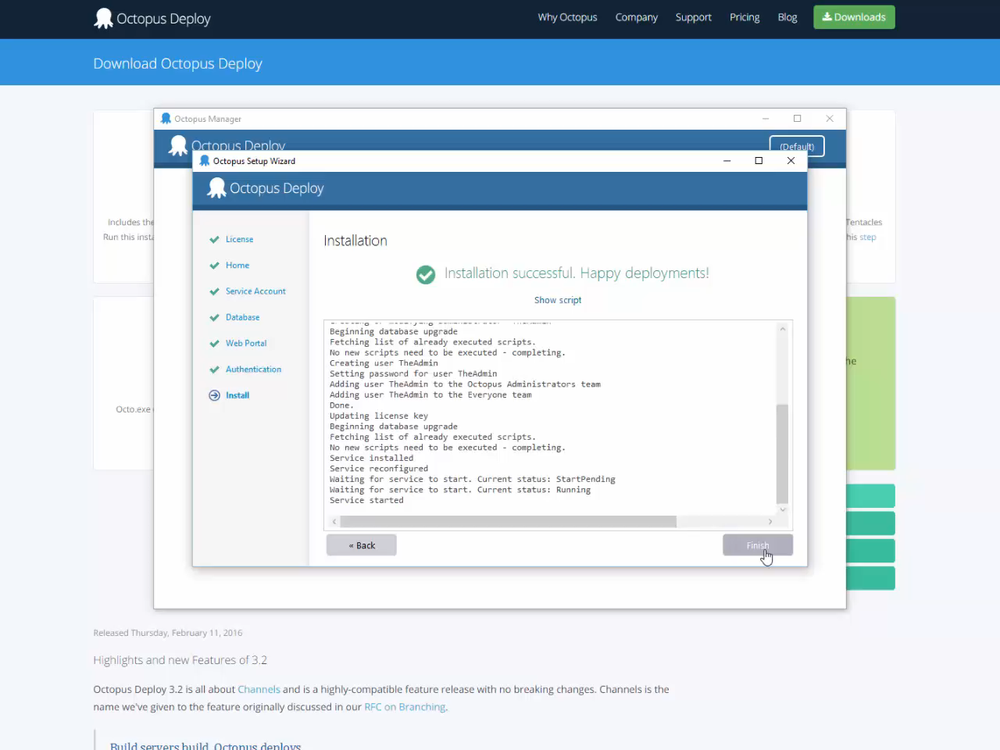 Octopus Deploy
Why Octopus
Company
Support
Pricing
Blog
Downloads
Download Octopus Deploy
Octopus Manager
Octopus Deploy
(Default)
Octopus Setup Wizard
Octopus Deploy
Includes the
Run this insta
Tentacles
his step
License
Home
Service Account
Database
Web Portal
Authentication
Install
Installation
Installation successful. Happy deployments!
Show script
Beginning database upgrade
Fetching list of already executed scripts.
No new scripts need to be executed - completing.
Creating user TheAdmin
Setting password for user TheAdmin
Adding user TheAdmin to the Octopus Administrators team
Adding user TheAdmin to the Everyone team
Done.
Updating license key
Beginning database upgrade
Fetching list of already executed scripts.
No new scripts need to be executed - completing.
Service installed
Service reconfigured
Waiting for service to start. Current status: StartPending
Waiting for service to start. Current status: Running
Service started
he
Octo.exe
« Back
Finish
Released Thursday, February 11, 2016
Highlights and new Features of 3.2
Octopus Deploy 3.2 is all about Channels and is a highly-compatible feature release with no breaking changes. Channels is the
name we've given to the feature originally discussed in our RFC on Branching.
Build servers build, Octopus deploys